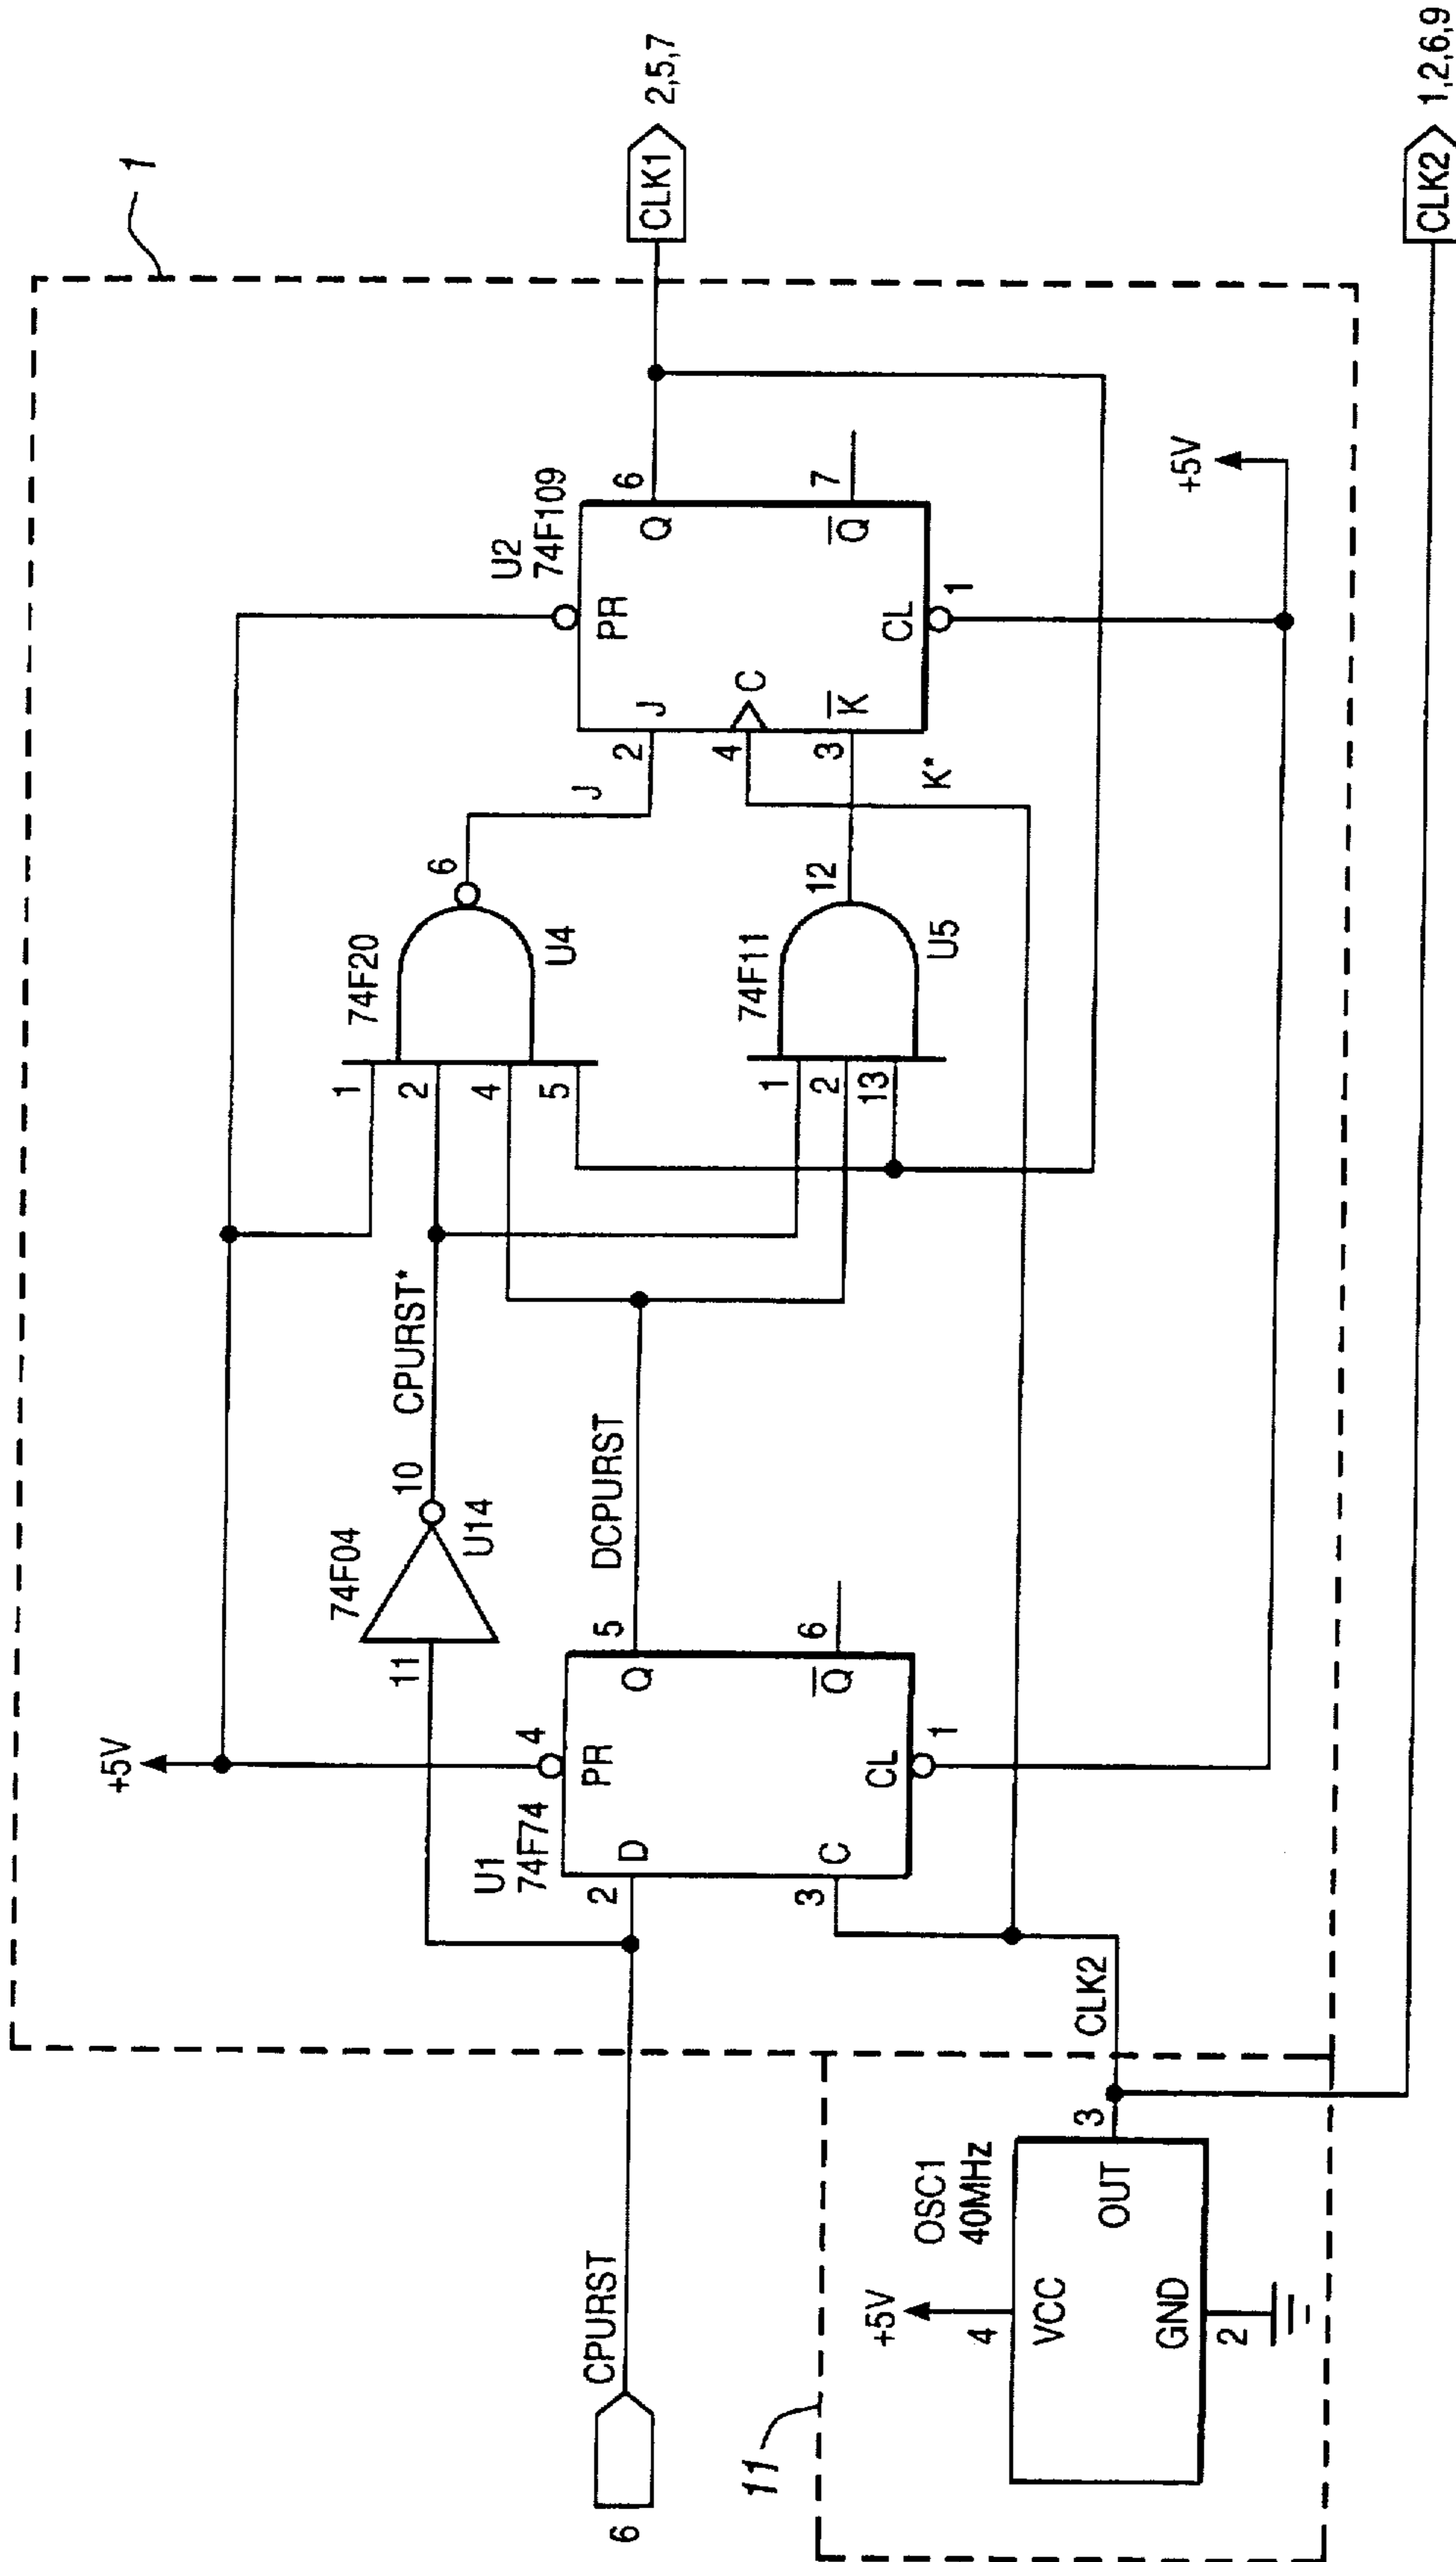 1
+5V
74F04
11
10
U14
CPURST*
74F20
1
2
4
5
6
U4
J
U2
74F109
PR
J
2
Q
6
C
4
K
3
Q
7
CL
1
CLK1
2,5,7
6
CPURST
U1
74F74
4
PR
2
D
Q
5
DCPURST
3
C
Q
6
CL
1
74F11
1
2
13
12
U5
K*
+5V
11
OSC1
40MHz
+5V
4
VCC
OUT
3
GND
2
CLK2
CLK2
1,2,6,9